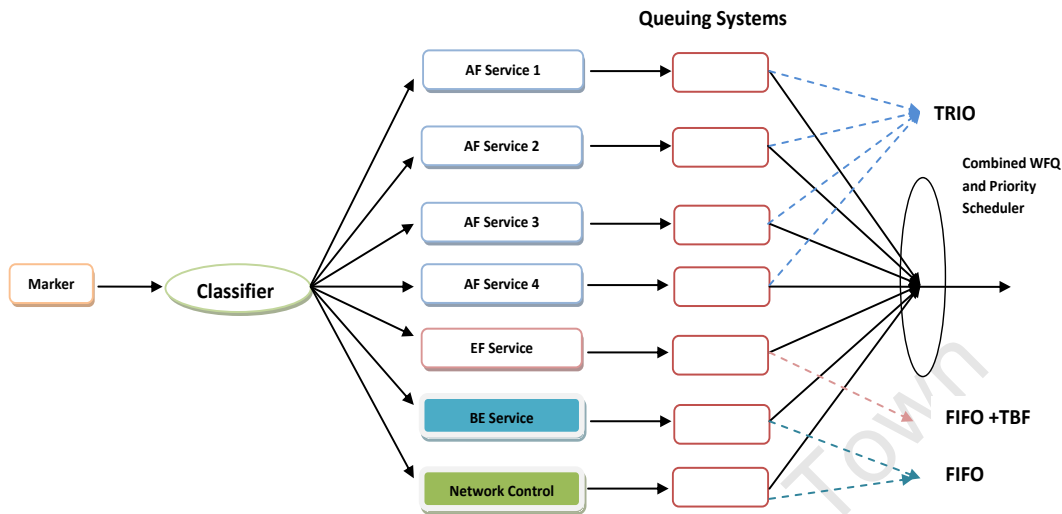 Queuing Systems
AF Service 1
TRIO
AF Service 2
Combined WFQ
and Priority
Scheduler
AF Service 3
Marker
Classifier
AF Service 4
EF Service
BE Service
FIFO +TBF
Network Control
FIFO
Town